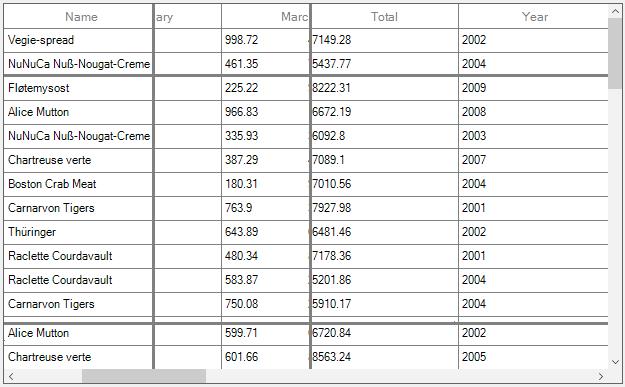 Name ary Marc Total Year
Vegie-spread 998.72 7149.28 2002
NuNuCa Nuß-Nougat-Creme 461.35 5437.77 2004
Fløtemysost 225.22 8222.31 2009
Alice Mutton 966.83 6672.19 2008
NuNuCa Nuß-Nougat-Creme 335.93 6092.8 2003
Chartreuse verte 387.29 7089.1 2007
Boston Crab Meat 180.31 7010.56 2004
Carnarvon Tigers 763.9 7927.98 2001
Thüringer 643.89 6481.46 2002
Raclette Courdavault 480.34 7178.36 2001
Raclette Courdavault 583.87 5201.86 2004
Carnarvon Tigers 750.08 5910.17 2004
Alice Mutton 599.71 6720.84 2002
Chartreuse verte 601.66 8563.24 2005